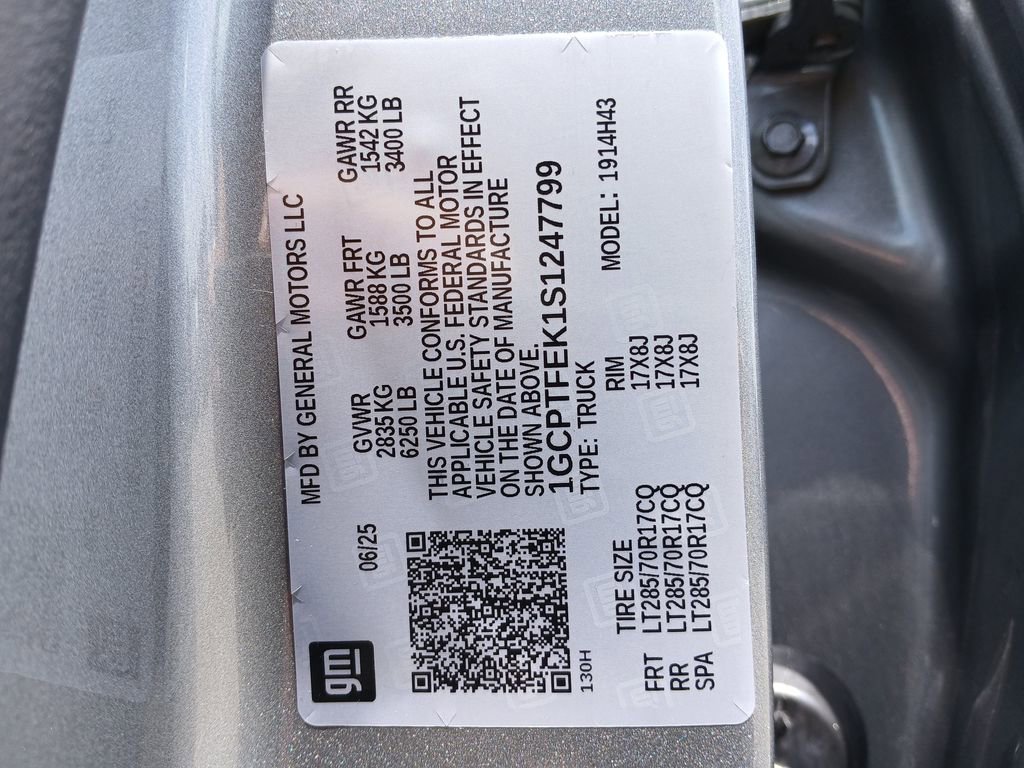 gm
MFD BY GENERAL MOTORS LLC
06/25
GVWR GAWR FRT GAWR RR
2835 KG 1588 KG 1542 KG
6250 LB 3500 LB 3400 LB
THIS VEHICLE CONFORMS TO ALL
APPLICABLE U.S. FEDERAL MOTOR
VEHICLE SAFETY STANDARDS IN EFFECT
ON THE DATE OF MANUFACTURE
SHOWN ABOVE.
1GCPTFEK1S1247799
TYPE: TRUCK MODEL: 1914H43
130H
TIRE SIZE RIM
FRT LT285/70R17CQ 17X8J
RR LT285/70R17CQ 17X8J
SPA LT285/70R17CQ 17X8J